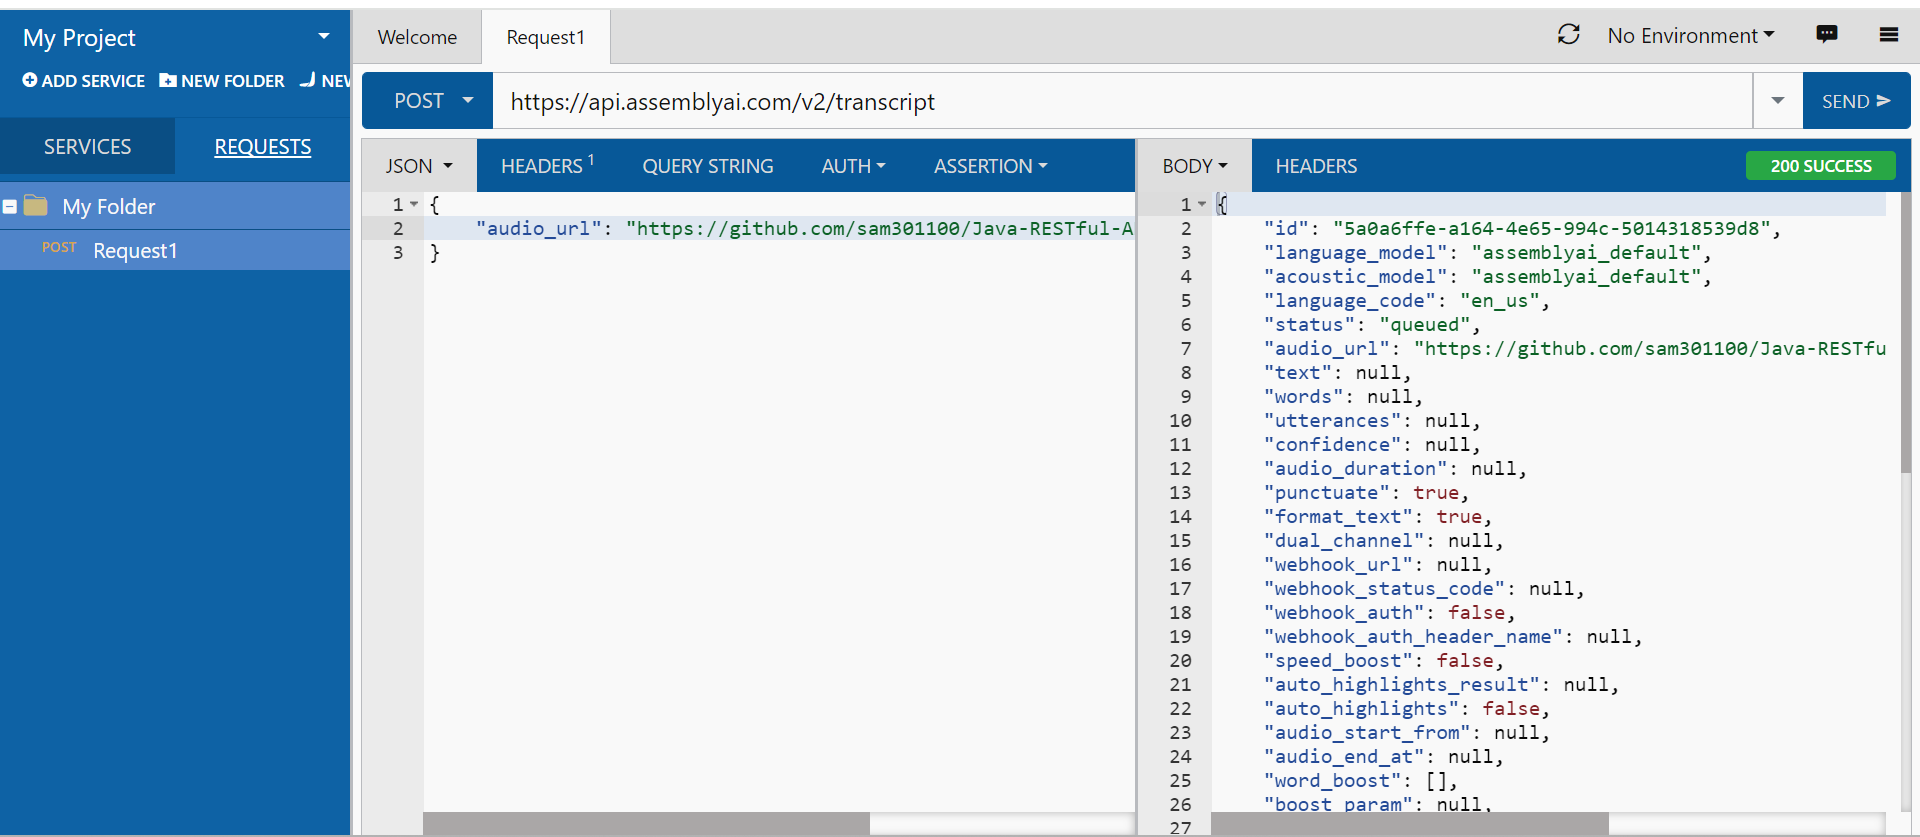 My Project
ADD SERVICE NEW FOLDER NEW
SERVICES REQUESTS
My Folder
POST Request1
Welcome Request1
No Environment
POST https://api.assemblyai.com/v2/transcript SEND
JSON HEADERS 1 QUERY STRING AUTH ASSERTION
1 {
2 "audio_url": "https://github.com/sam301100/Java-RESTful-A
3 }
BODY HEADERS 200 SUCCESS
1 {
2 "id": "5a0a6ffe-a164-4e65-994c-5014318539d8",
3 "language_model": "assemblyai_default",
4 "acoustic_model": "assemblyai_default",
5 "language_code": "en_us",
6 "status": "queued",
7 "audio_url": "https://github.com/sam301100/Java-RESTfu
8 "text": null,
9 "words": null,
10 "utterances": null,
11 "confidence": null,
12 "audio_duration": null,
13 "punctuate": true,
14 "format_text": true,
15 "dual_channel": null,
16 "webhook_url": null,
17 "webhook_status_code": null,
18 "webhook_auth": false,
19 "webhook_auth_header_name": null,
20 "speed_boost": false,
21 "auto_highlights_result": null,
22 "auto_highlights": false,
23 "audio_start_from": null,
24 "audio_end_at": null,
25 "word_boost": [],
26 "boost_param": null,
27